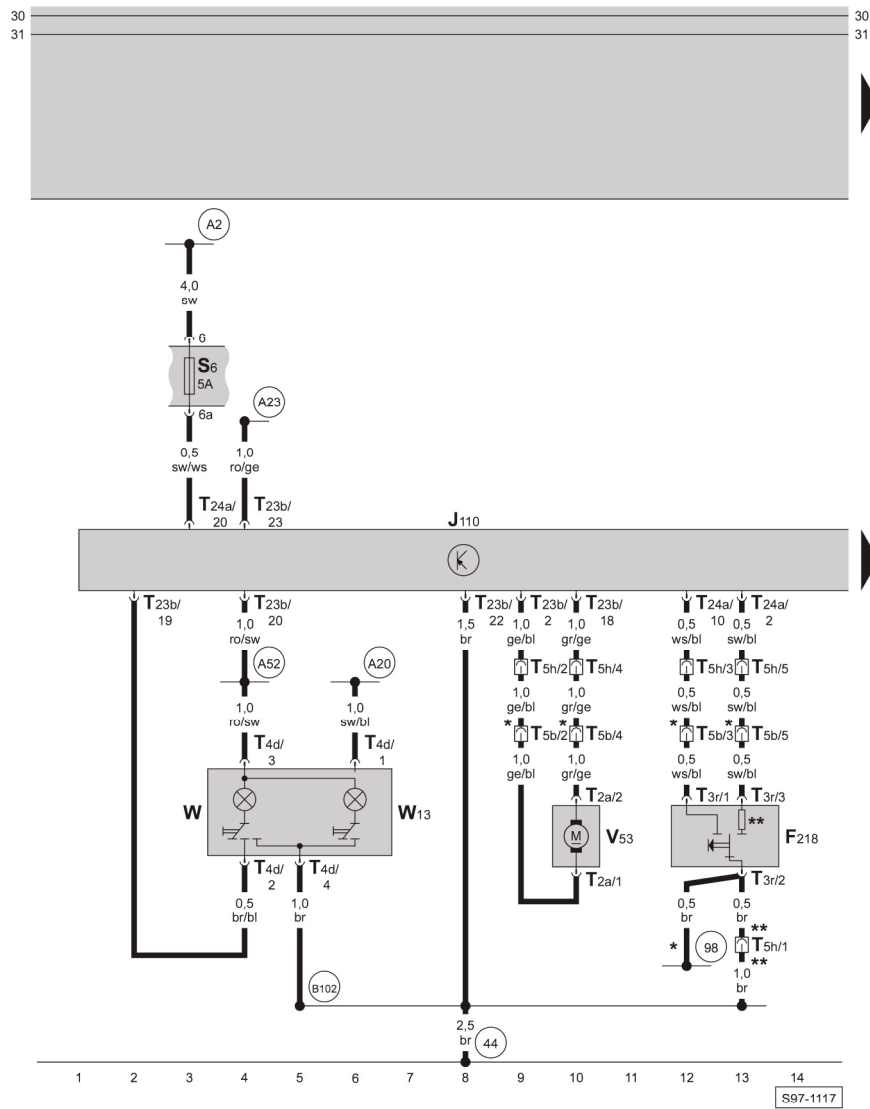 30 30
31 31
A2
4,0
sw
6
S6
5A
6a
A23
0,5 1,0
sw/ws ro/ge
T24a/ T23b/
20 23
J110
T23b/ T23b/ T23b/ T23b/ T23b/ T24a/ T24a/
19 20 22 2 18 10 2
1,0 1,5 1,0 1,0 0,5 0,5
ro/sw br ge/bl gr/ge ws/bl sw/bl
A52 A20
T5h/2 T5h/4 T5h/3 T5h/5
1,0 1,0 1,0 1,0 0,5 0,5
ro/sw sw/bl ge/bl gr/ge ws/bl sw/bl
* T5b/2 * T5b/4 * T5b/3 * T5b/5
T4d/ T4d/
3 1
1,0 1,0 0,5 0,5
ge/bl gr/ge ws/bl sw/bl
T2a/2 T3r/1 T3r/3
W W13
M V53
** F218
T4d/ T4d/
2 4
T2a/1 T3r/2
0,5 1,0 0,5 0,5
br/bl br br br
**
* 98 T5h/1
**
1,0
br
B102
2,5
br 44
1 2 3 4 5 6 7 8 9 10 11 12 13 14
S97-1117